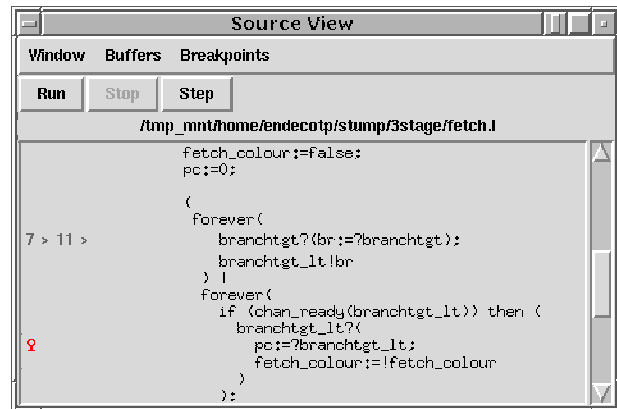 Source View
Window Buffers Breakpoints
Run Stop Step
/tmp_mnt/home/endecotp/stump/3stage/fetch.l
fetch_colour:=false;
pc:=0;
(
forever(
7 > 11 > branchtgt?(br:=?branchtgt);
branchtgt_lt!br
) |
forever(
if (chan_ready(branchtgt_lt)) then (
branchtgt_lt?(
pc:=?branchtgt_lt;
fetch_colour:=!fetch_colour
)
);